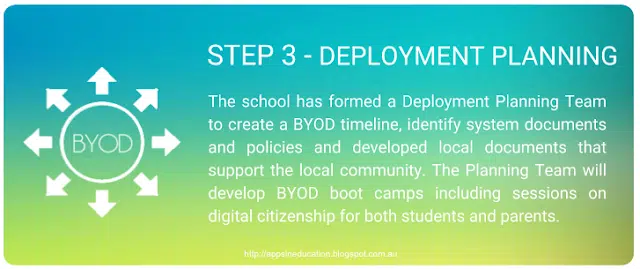 STEP 3 - DEPLOYMENT PLANNING
BYOD
The school has formed a Deployment Planning Team
to create a BYOD timeline, identify system documents
and policies and developed local documents that
support the local community. The Planning Team will
develop BYOD boot camps including sessions on
digital citizenship for both students and parents.
http://appsineducation.blogspot.com.au